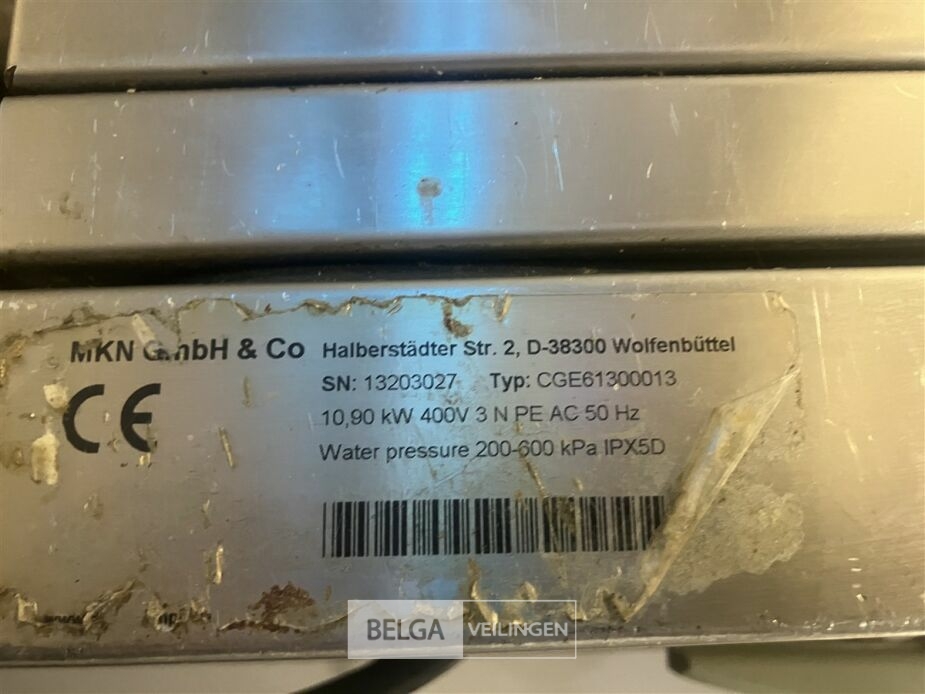 MKN GmbH & Co Halberstädter Str. 2, D-38300 Wolfenbüttel
SN: 13203027 Typ: CGE61300013
CE
10,90 kW 400V 3 N PE AC 50 Hz
Water pressure 200-600 kPa IPX5D
BELGA VEILINGEN